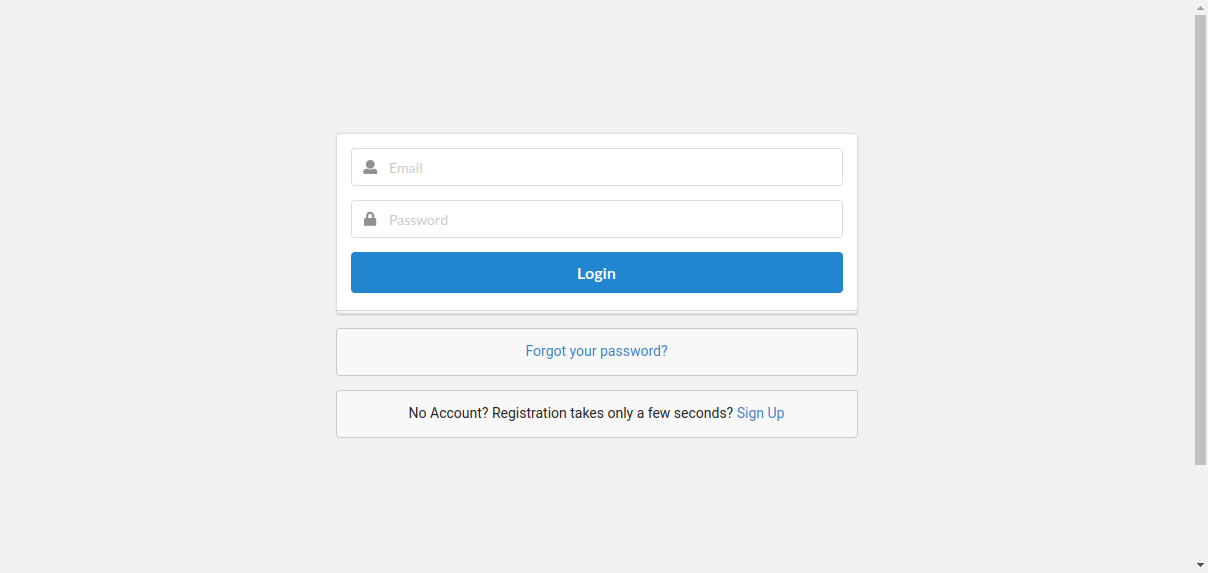 Email
Password
Login
Forgot your password?
No Account? Registration takes only a few seconds? Sign Up